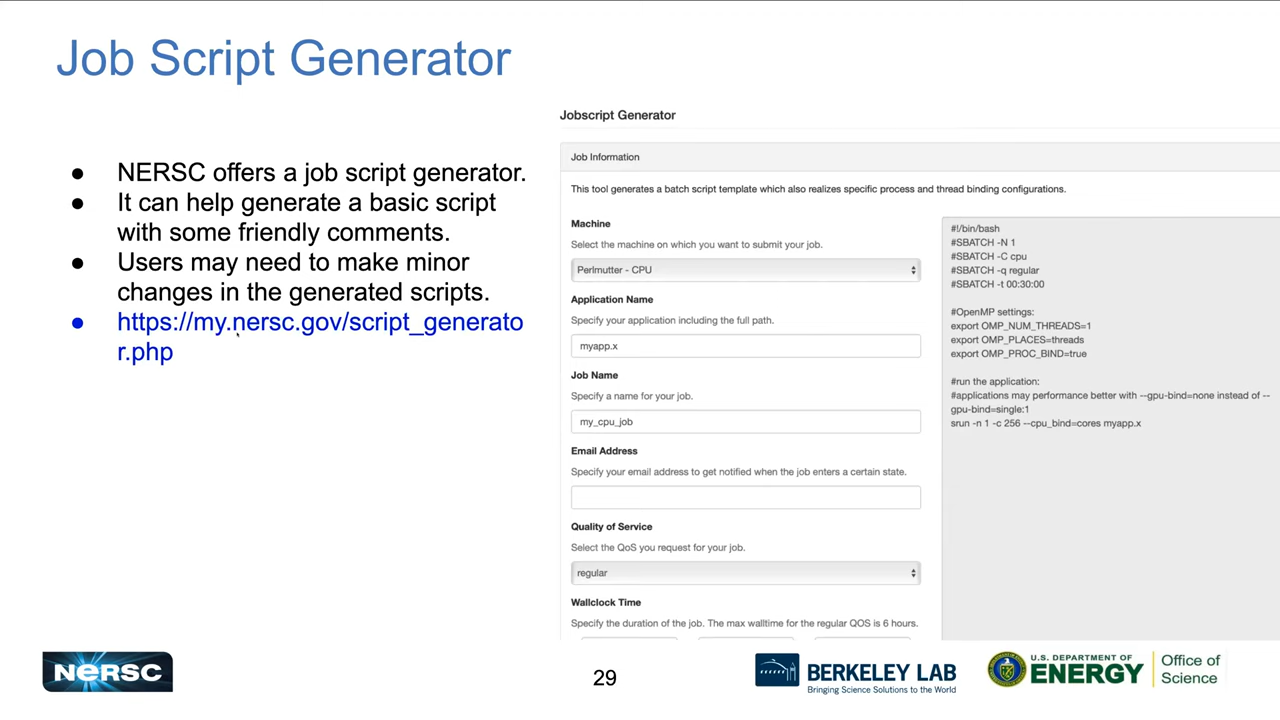 Job Script Generator
● NERSC offers a job script generator.
● It can help generate a basic script
with some friendly comments.
● Users may need to make minor
changes in the generated scripts.
● https://my.nersc.gov/script_generato
r.php
Jobscript Generator
Job Information
This tool generates a batch script template which also realizes specific process and thread binding configurations.
Machine
Select the machine on which you want to submit your job.
Perlmutter - CPU
Application Name
Specify your application including the full path.
myapp.x
Job Name
Specify a name for your job.
my_cpu_job
Email Address
Specify your email address to get notified when the job enters a certain state.
Quality of Service
Select the QoS you request for your job.
regular
Wallclock Time
Specify the duration of the job. The max walltime for the regular QOS is 6 hours.
#!/bin/bash
#SBATCH -N 1
#SBATCH -C cpu
#SBATCH -q regular
#SBATCH -t 00:30:00
#OpenMP settings:
export OMP_NUM_THREADS=1
export OMP_PLACES=threads
export OMP_PROC_BIND=true
#run the application:
#applications may performance better with --gpu-bind=none instead of --
gpu-bind=single:1
srun -n 1 -c 256 --cpu_bind=cores myapp.x
NERSC
29
BERKELEY LAB
Bringing Science Solutions to the World
U.S. DEPARTMENT OF
ENERGY
Office of
Science